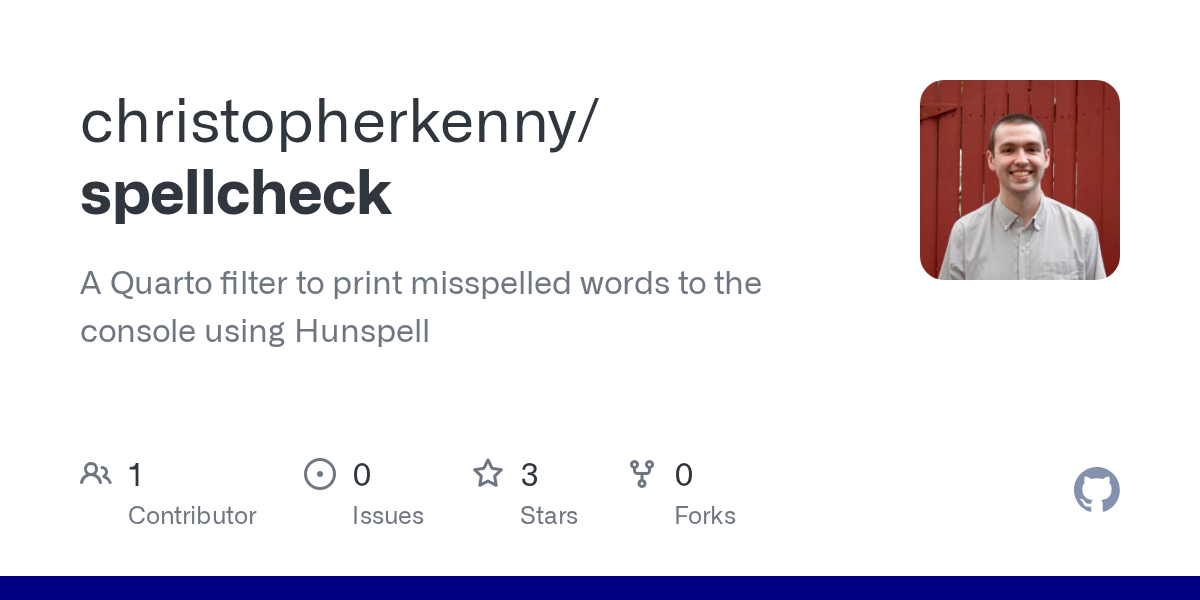 christopherkenny/
spellcheck
A Quarto filter to print misspelled words to the
console using Hunspell
1
Contributor
0
Issues
3
Stars
0
Forks